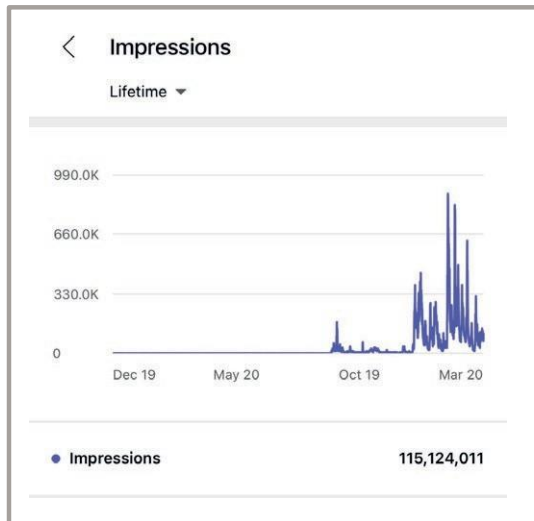 Impressions
Lifetime
990.0K
660.0K
330.0K
0
Dec 19 May 20 Oct 19 Mar 20
Impressions 115,124,011